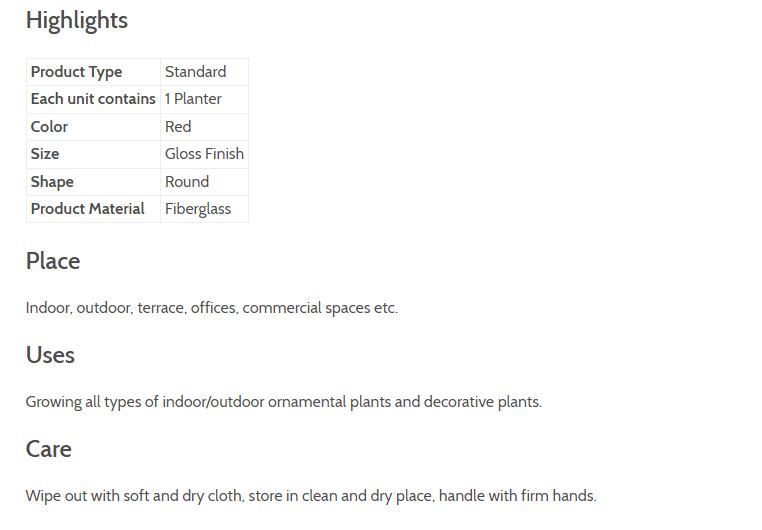 Highlights
Product Type Standard
Each unit contains 1 Planter
Color Red
Size Gloss Finish
Shape Round
Product Material Fiberglass
Place
Indoor, outdoor, terrace, offices, commercial spaces etc.
Uses
Growing all types of indoor/outdoor ornamental plants and decorative plants.
Care
Wipe out with soft and dry cloth, store in clean and dry place, handle with firm hands.